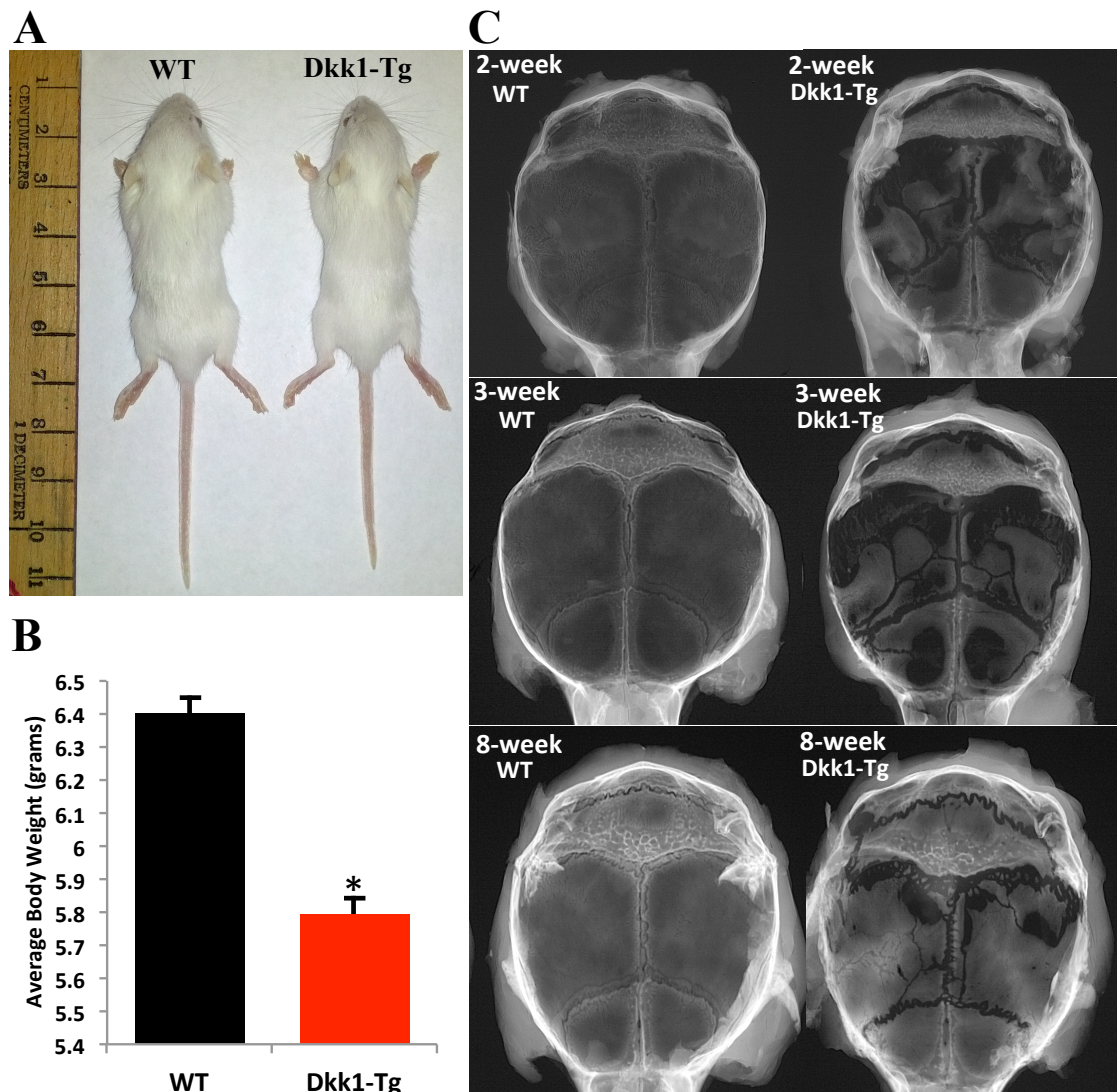 A
WT
Dkk1-Tg
CENTIMETERS
1 DECIMETER
1
2
3
4
5
6
7
8
9
10
11
B
Average Body Weight (grams)
6.5
6.4
6.3
6.2
6.1
6
5.9
5.8
5.7
5.6
5.5
5.4
*
WT
Dkk1-Tg
C
2-week
WT
2-week
Dkk1-Tg
3-week
WT
3-week
Dkk1-Tg
8-week
WT
8-week
Dkk1-Tg